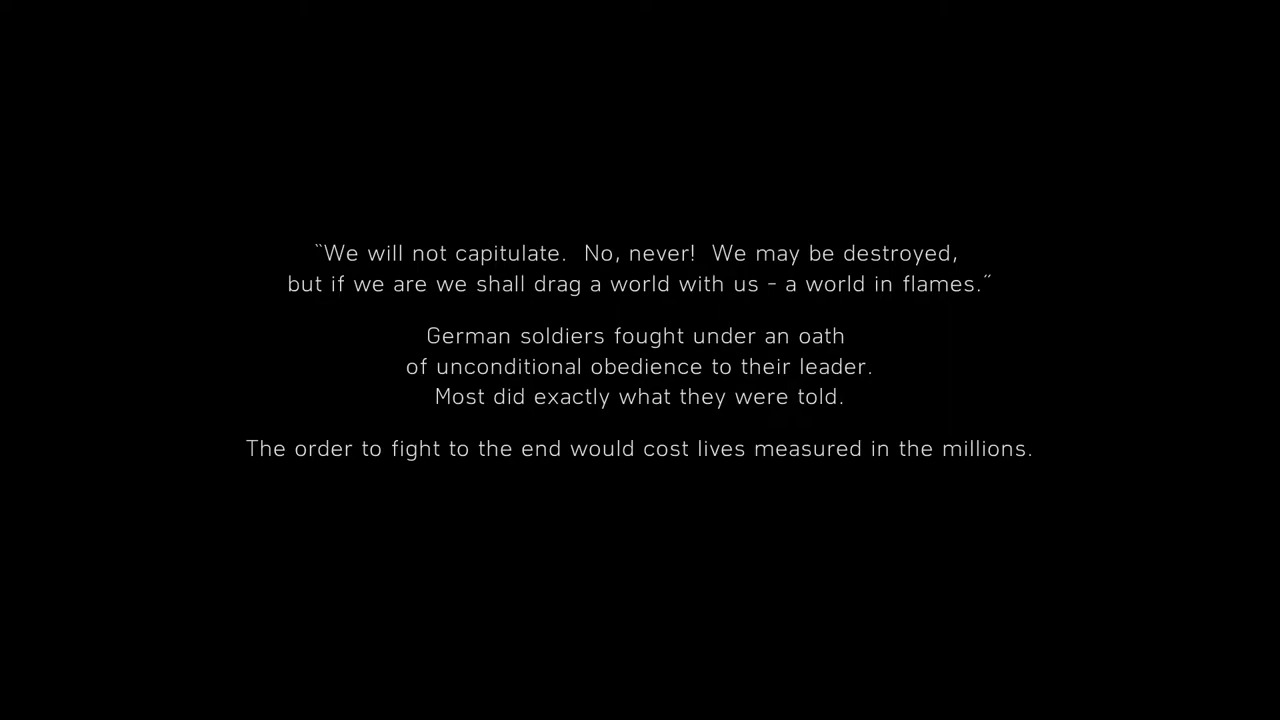 “We will not capitulate.  No, never!  We may be destroyed,
but if we are we shall drag a world with us - a world in flames.”
German soldiers fought under an oath
of unconditional obedience to their leader.
Most did exactly what they were told.
The order to fight to the end would cost lives measured in the millions.